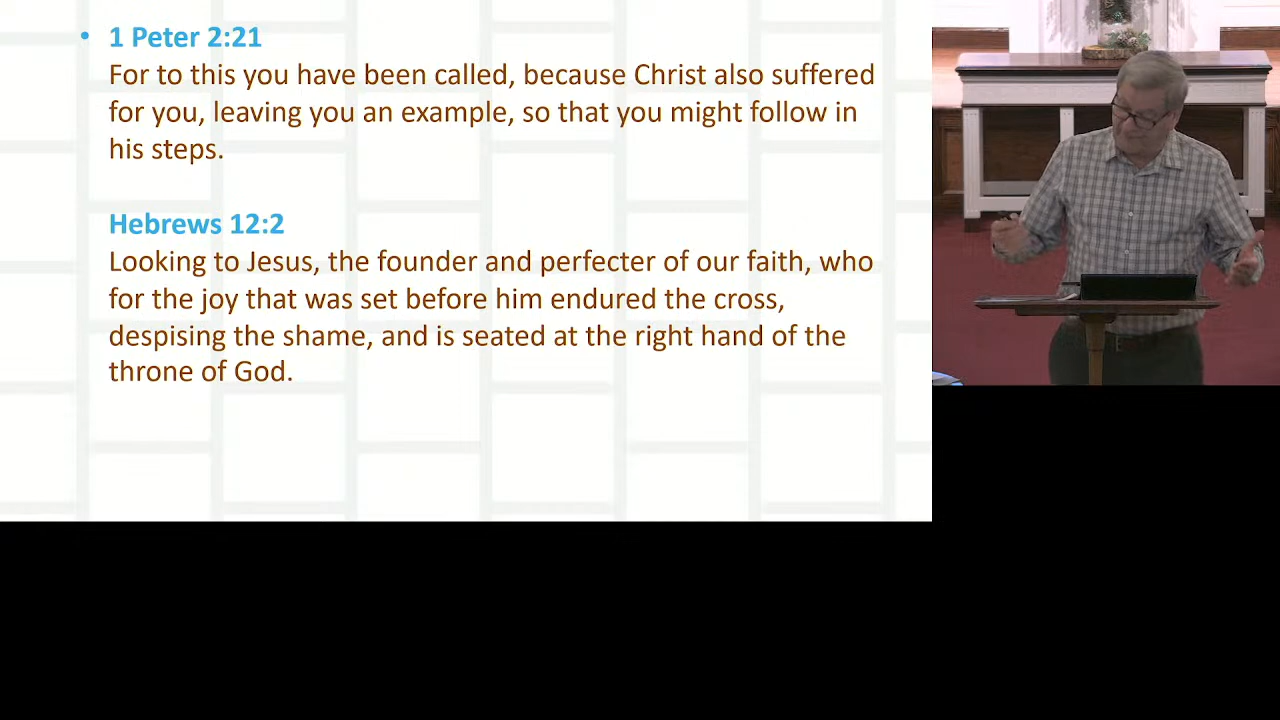 • 1 Peter 2:21
For to this you have been called, because Christ also suffered
for you, leaving you an example, so that you might follow in
his steps.
Hebrews 12:2
Looking to Jesus, the founder and perfecter of our faith, who
for the joy that was set before him endured the cross,
despising the shame, and is seated at the right hand of the
throne of God.